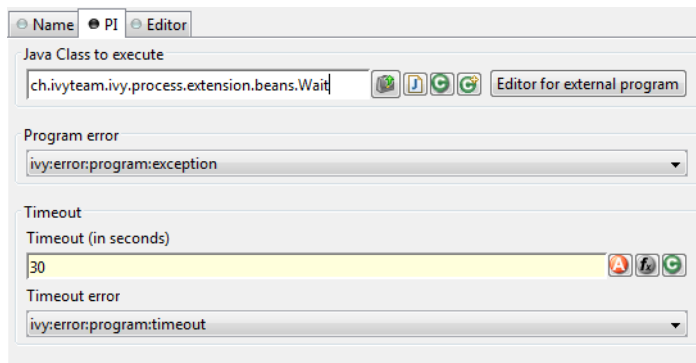 Name PI Editor
Java Class to execute
ch.ivyteam.ivy.process.extension.beans.Wait J C C Editor for external program
Program error
ivy:error:program:exception
Timeout
Timeout (in seconds)
30 A fx C
Timeout error
ivy:error:program:timeout